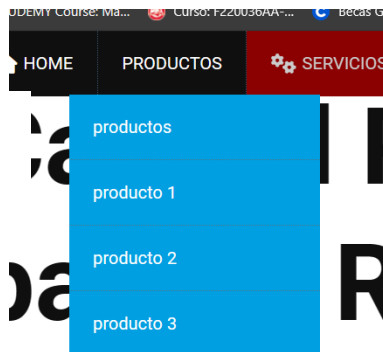 UDEMY Course: Ma... Curso: F220036AA-... Becas G
HOME PRODUCTOS SERVICIOS
productos
producto 1
producto 2
producto 3